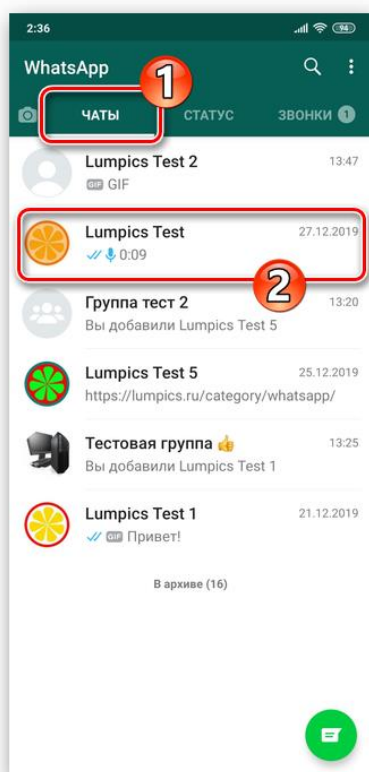 2:36
94
WhatsApp
1
ЧАТЫ
СТАТУС
ЗВОНКИ 1
Lumpics Test 2
13:47
GIF GIF
Lumpics Test
27.12.2019
0:09
2
Группа тест 2
13:20
Вы добавили Lumpics Test 5
Lumpics Test 5
25.12.2019
https://lumpics.ru/category/whatsapp/
Тестовая группа 👍
13:25
Вы добавили Lumpics Test 1
Lumpics Test 1
21.12.2019
GIF Привет!
В архиве (16)